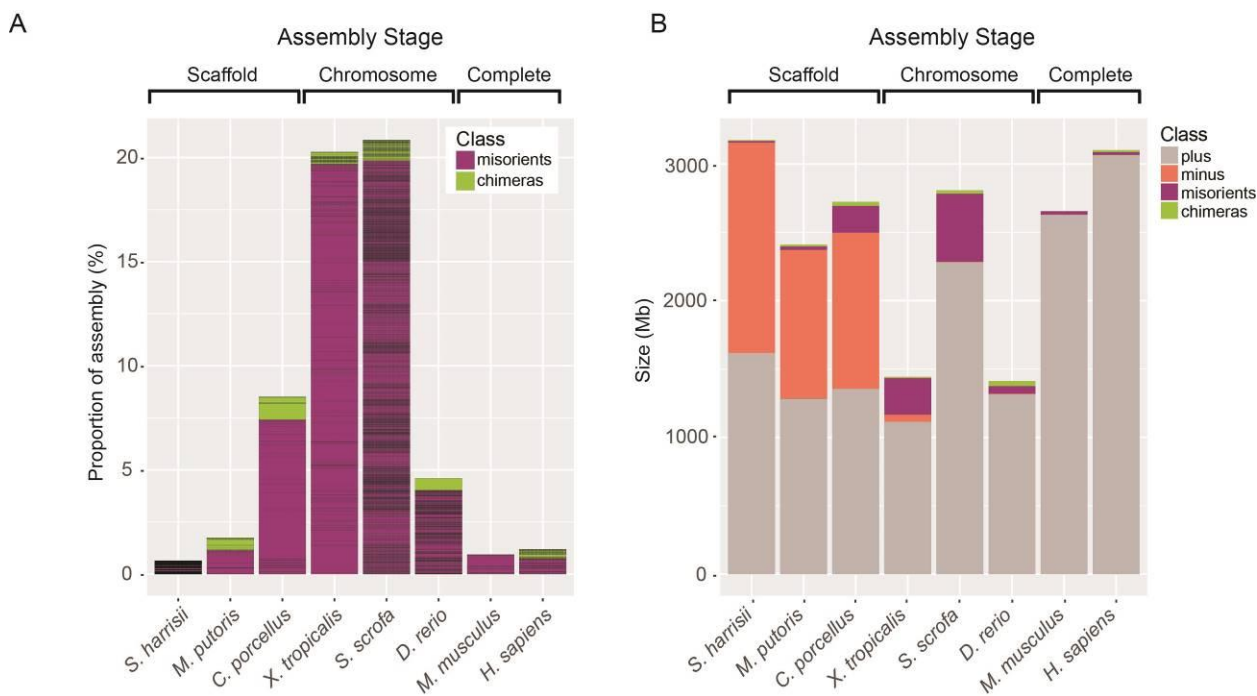 A
Assembly Stage
Scaffold Chromosome Complete
Proportion of assembly (%)
20
15
10
5
0
Class
misorients
chimeras
S. harrisii
M. putoris
C. porcellus
X. tropicalis
S. scrofa
D. rerio
M. musculus
H. sapiens
B
Assembly Stage
Scaffold Chromosome Complete
Size (Mb)
3000
2000
1000
0
Class
plus
minus
misorients
chimeras
S. harrisii
M. putoris
C. porcellus
X. tropicalis
S. scrofa
D. rerio
M. musculus
H. sapiens